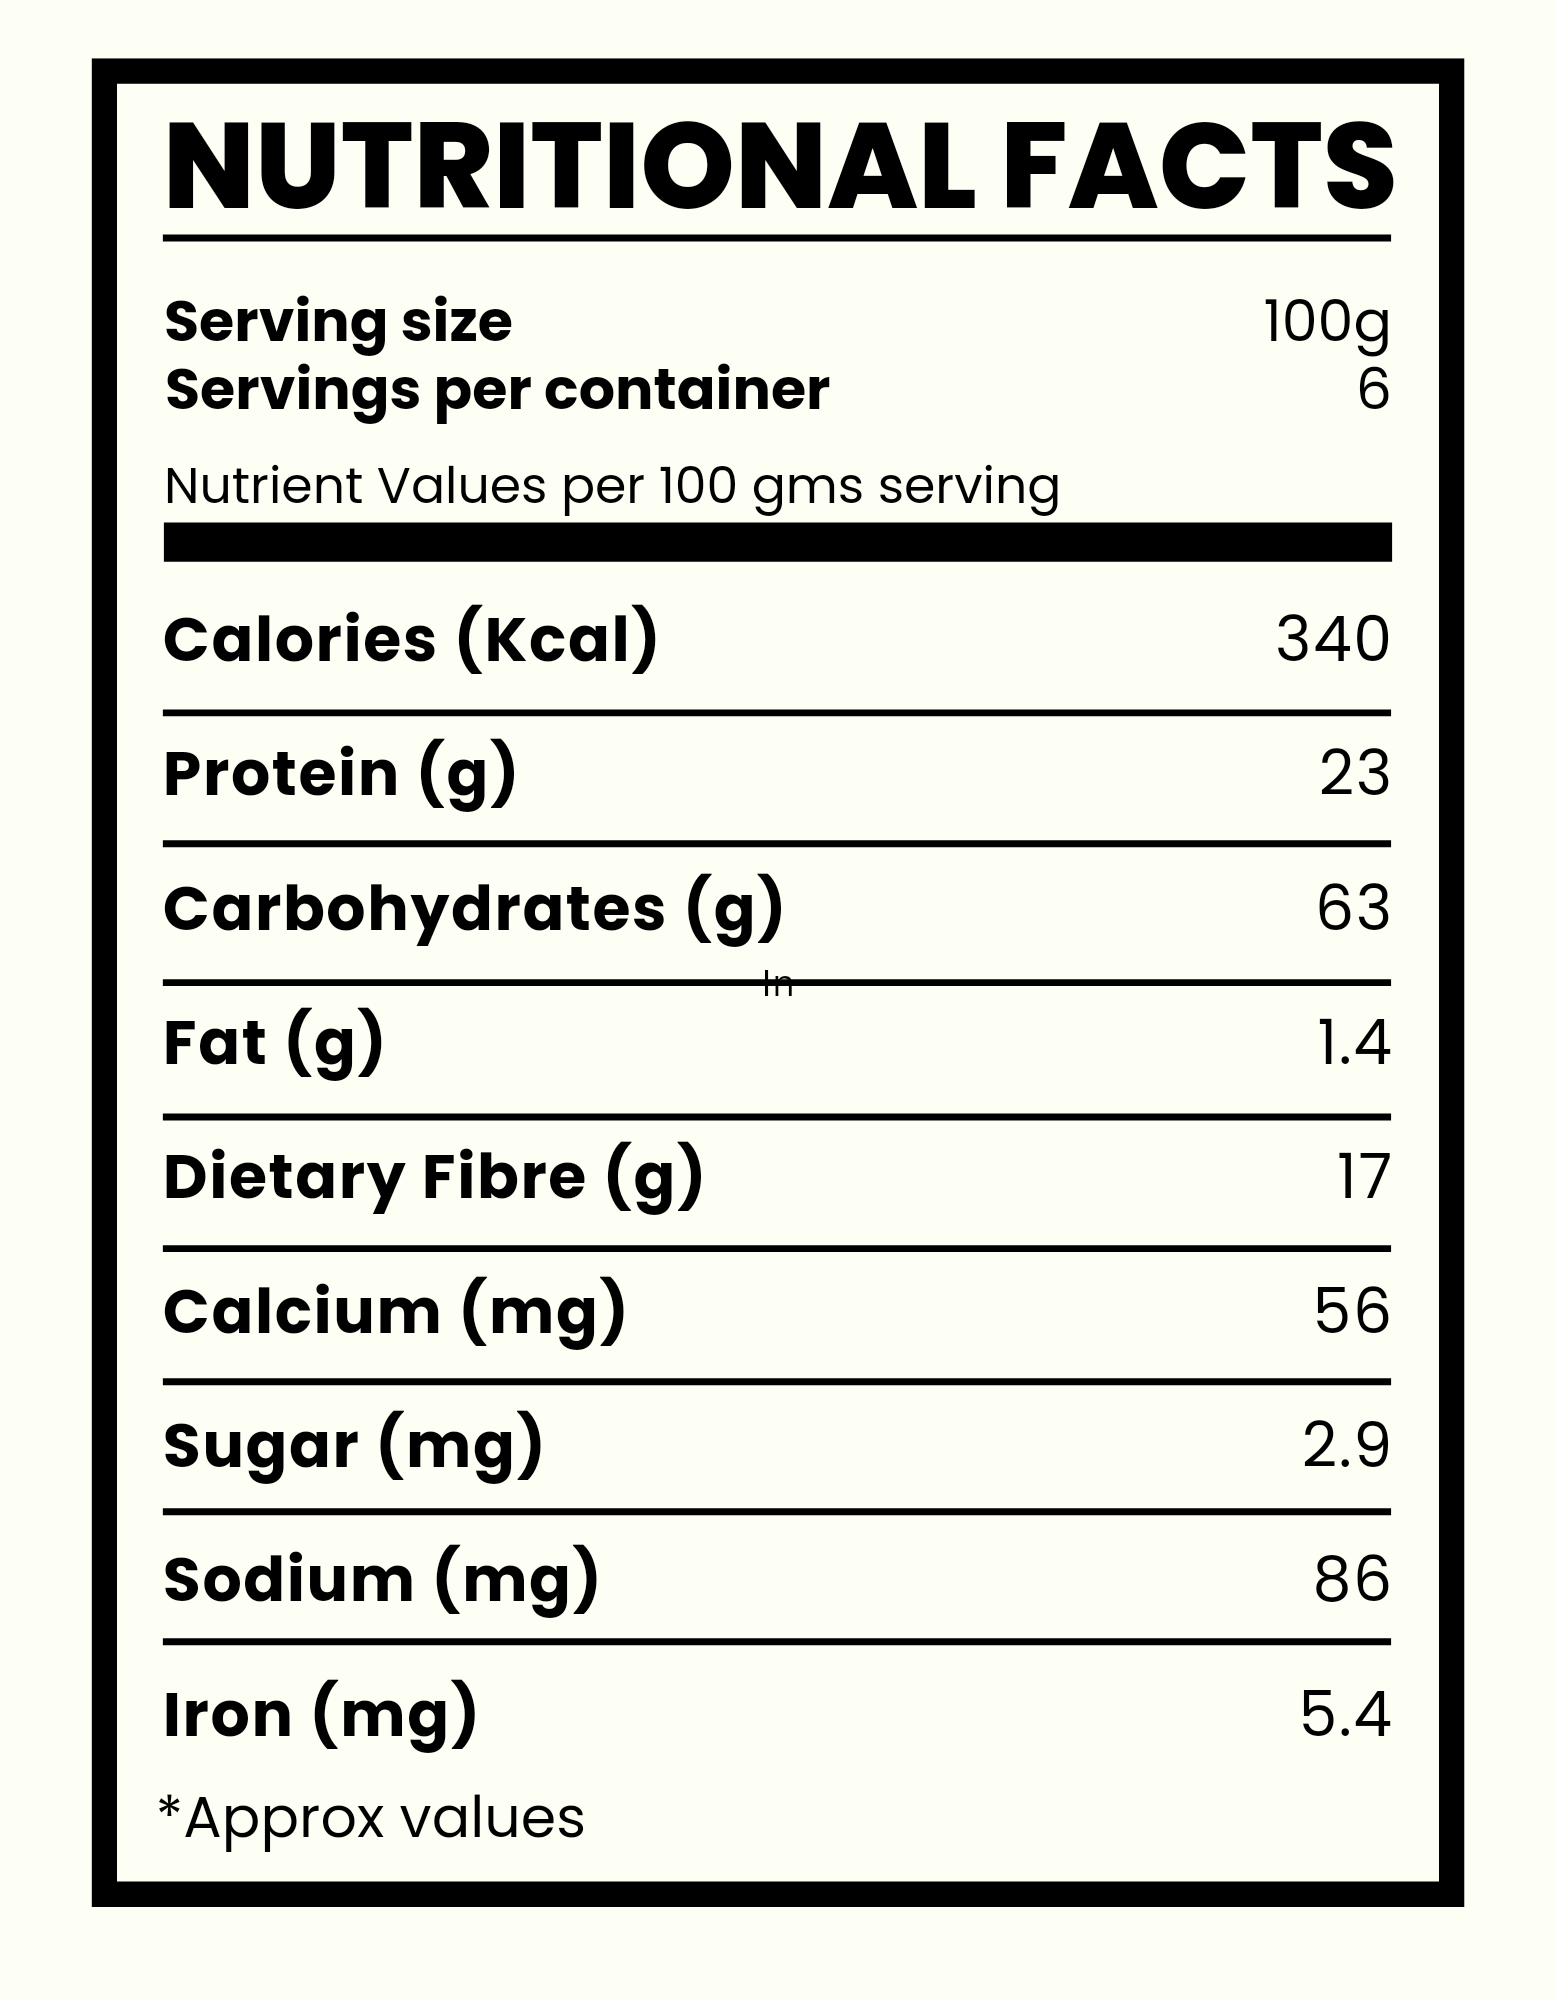 NUTRITIONAL FACTS
Serving size 100g
Servings per container 6
Nutrient Values per 100 gms serving
Calories (Kcal) 340
Protein (g) 23
Carbohydrates (g) 63
In
Fat (g) 1.4
Dietary Fibre (g) 17
Calcium (mg) 56
Sugar (mg) 2.9
Sodium (mg) 86
Iron (mg) 5.4
*Approx values